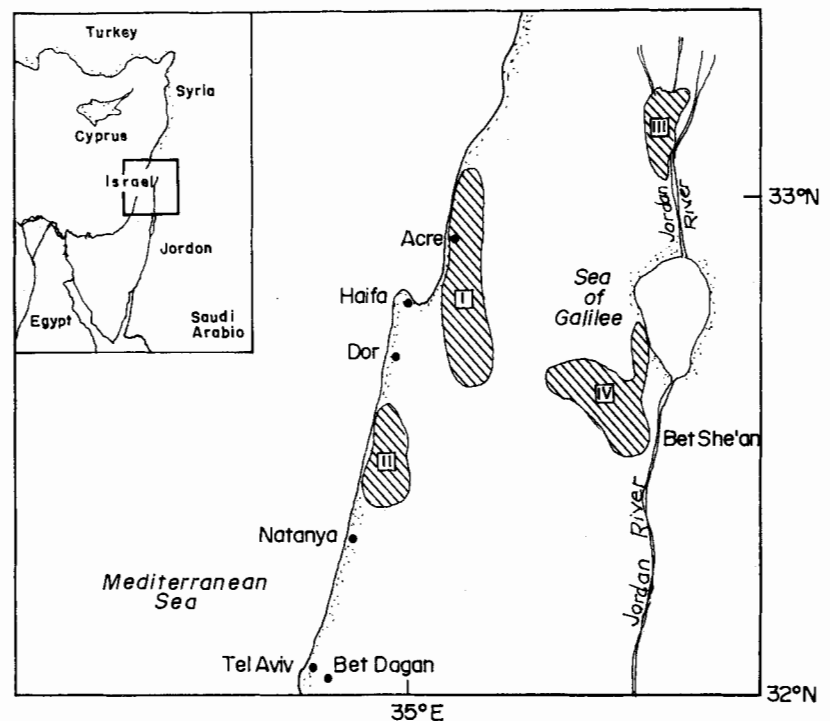 Turkey
Syria
Cyprus
Israel
Jordon
Egypt
Saudi
Arabio
III
Jordan
River
33°N
Acre
Sea
of
Galilee
Haifa
I
Dor
IV
Bet She'an
II
Natanya
Jordan River
Mediterranean
Sea
Tel Aviv
Bet Dagan
32°N
35°E